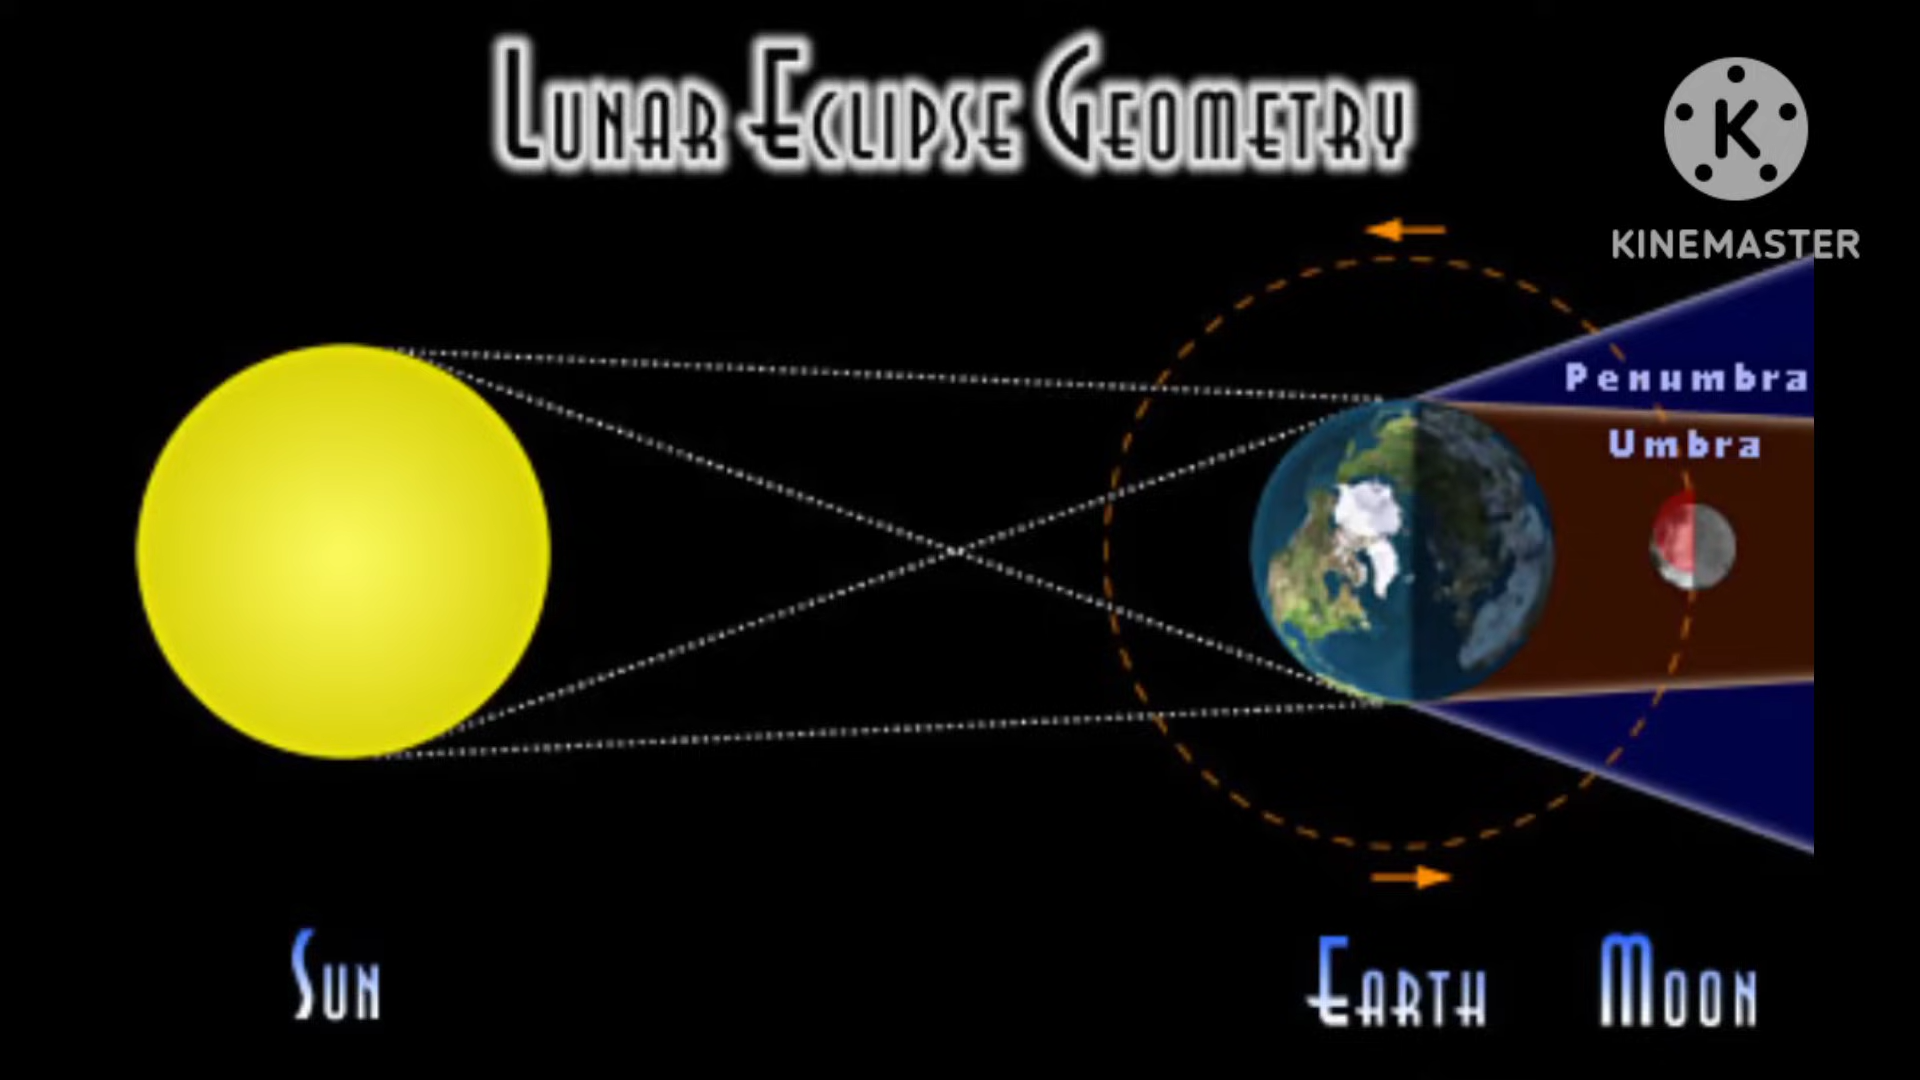 Lunar Eclipse Geometry
K
KINEMASTER
Penumbra
Umbra
Sun
Earth
Moon